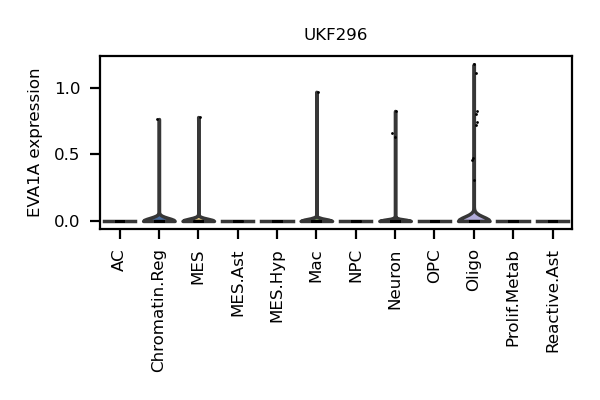 UKF296
EVA1A expression
1.0
0.5
0.0
AC
Chromatin.Reg
MES
MES.Ast
MES.Hyp
Mac
NPC
Neuron
OPC
Oligo
Prolif.Metab
Reactive.Ast